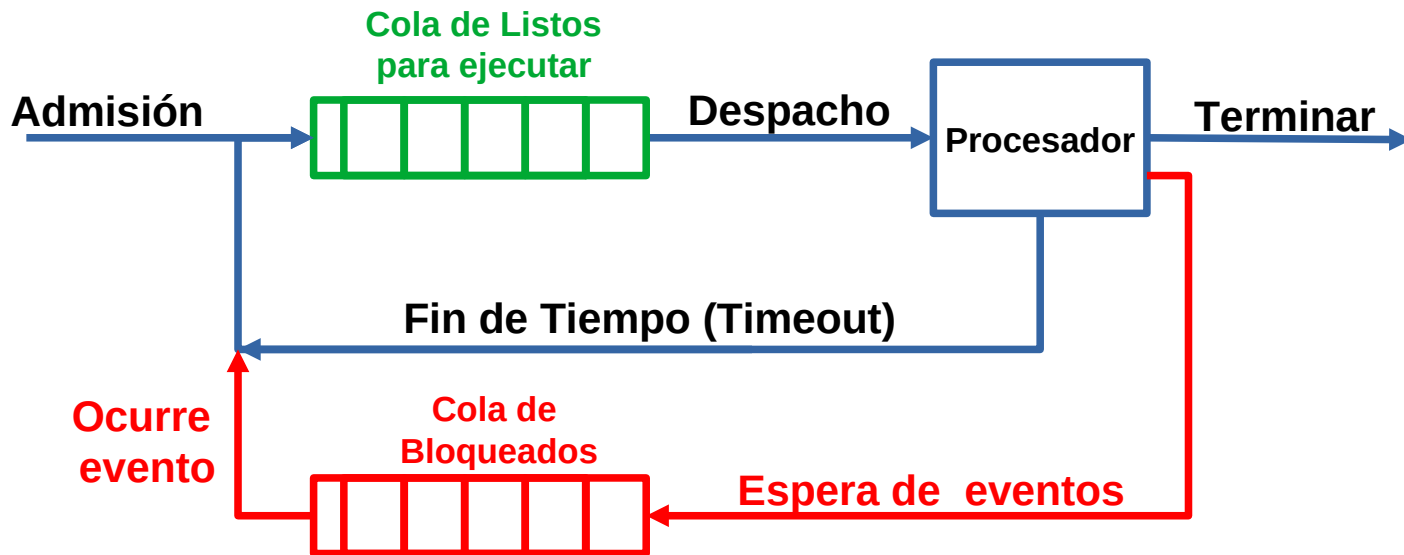 Cola de Listos
para ejecutar
Admisión
Despacho
Procesador
Terminar
Fin de Tiempo (Timeout)
Ocurre
evento
Cola de
Bloqueados
Espera de eventos